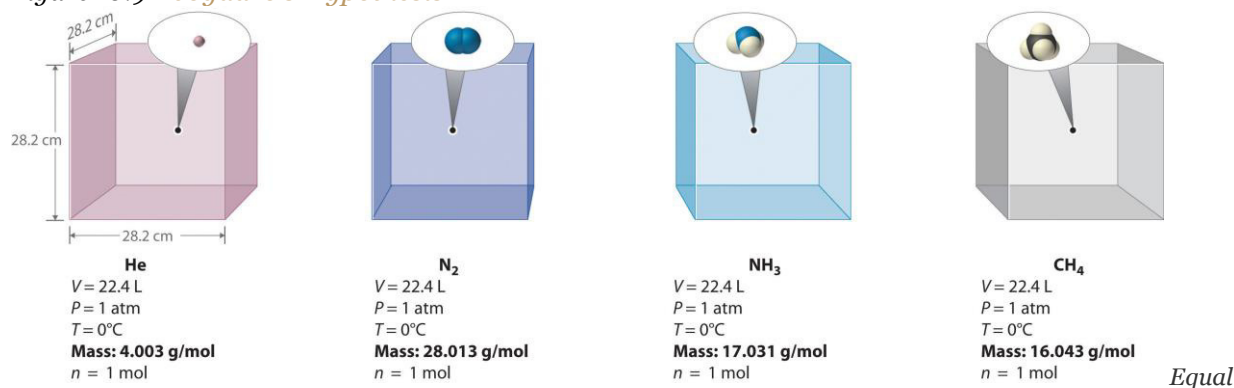 28.2 cm
28.2 cm
28.2 cm
He
V = 22.4 L
P = 1 atm
T = 0°C
Mass: 4.003 g/mol
n = 1 mol
N₂
V = 22.4 L
P = 1 atm
T = 0°C
Mass: 28.013 g/mol
n = 1 mol
NH₃
V = 22.4 L
P = 1 atm
T = 0°C
Mass: 17.031 g/mol
n = 1 mol
CH₄
V = 22.4 L
P = 1 atm
T = 0°C
Mass: 16.043 g/mol
n = 1 mol
Equal